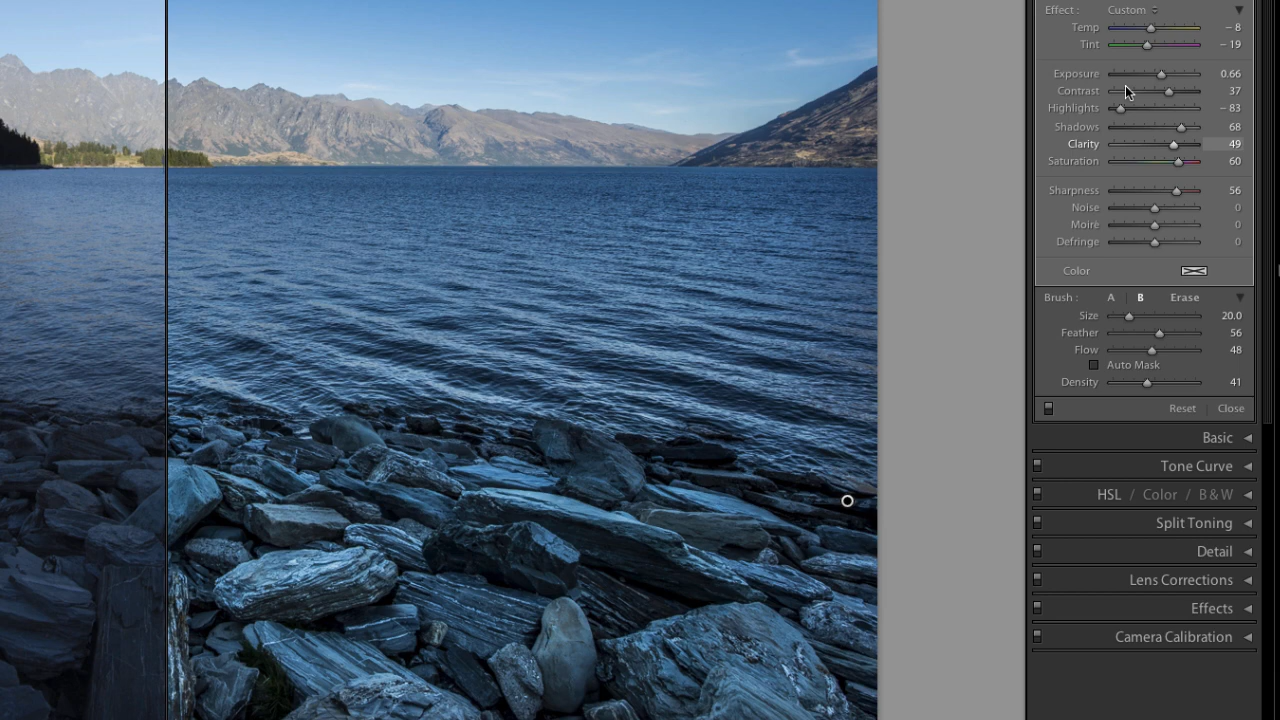 Effect : Custom
Temp – 8
Tint – 19
Exposure 0.66
Contrast 37
Highlights – 83
Shadows 68
Clarity 49
Saturation 60
Sharpness 56
Noise 0
Moire 0
Defringe 0
Color
Brush : A B Erase
Size 20.0
Feather 56
Flow 48
Auto Mask
Density 41
Reset Close
Basic
Tone Curve
HSL / Color / B & W
Split Toning
Detail
Lens Corrections
Effects
Camera Calibration